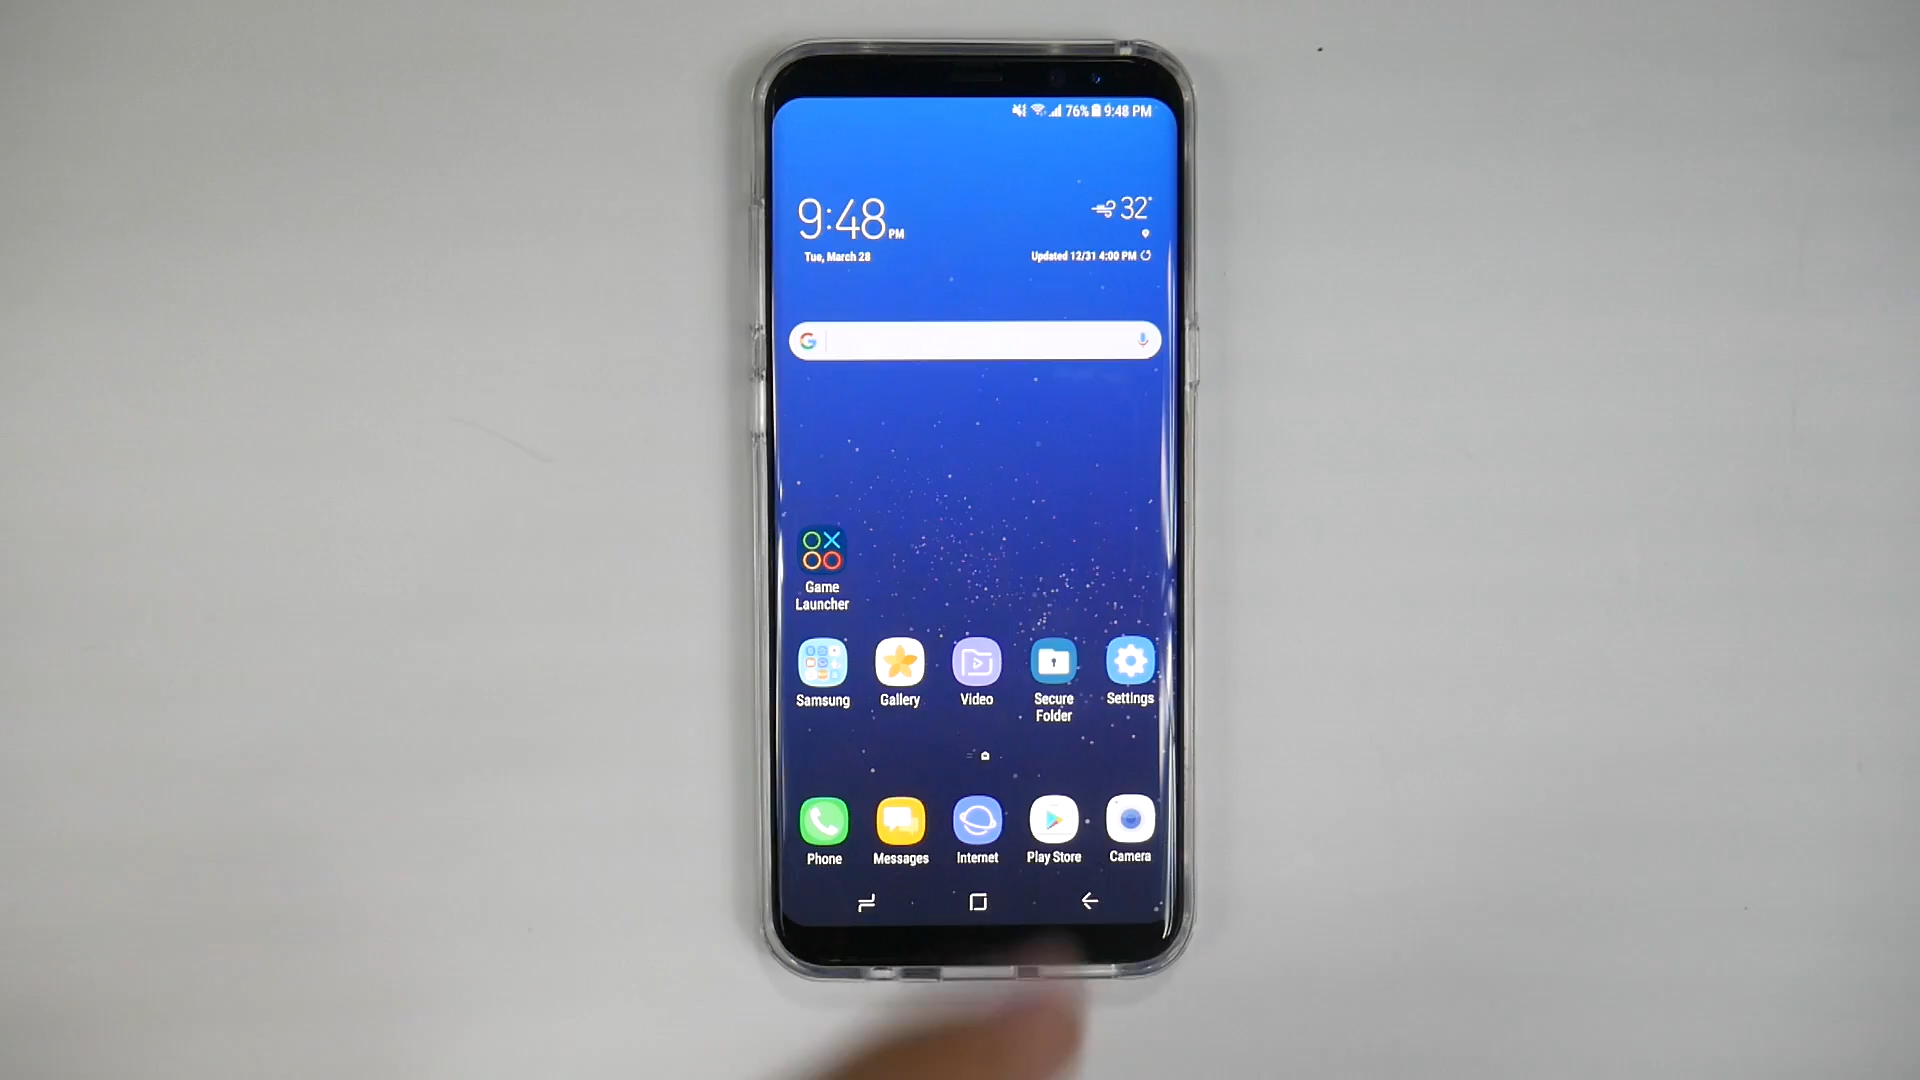 76% 9:48 PM
9:48 PM
32°
Tue, March 28
Updated 12/31 4:00 PM
G
Game
Launcher
Samsung
Gallery
Video
Secure
Folder
Settings
Phone
Messages
Internet
Play Store
Camera